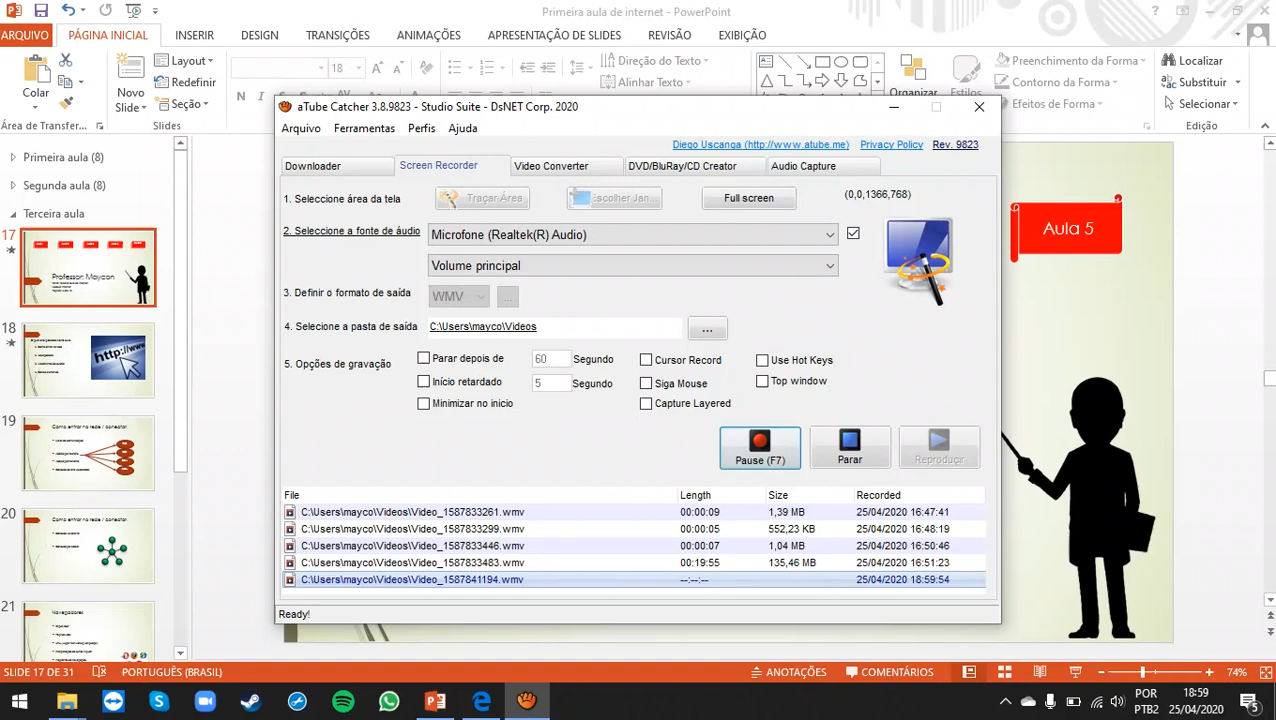 Primeira aula de internet - PowerPoint
ARQUIVO PÁGINA INICIAL INSERIR DESIGN TRANSIÇÕES ANIMAÇÕES APRESENTAÇÃO DE SLIDES REVISÃO EXIBIÇÃO
Colar
Novo
Slide
Layout
Redefinir
Seção
18
N
Direção do Texto
Alinhar Texto
Organizar
Estilos
Preenchimento da Forma
Contorno da Forma
Efeitos de Forma
Localizar
Substituir
Selecionar
Área de Transfer...
Slides
Edição
Primeira aula (8)
Segunda aula (8)
Terceira aula
17
Professor: Maycon
18
http://www
19
Como entrar na rede / conectar.
20
Como entrar na rede / conectar.
21
Navegadores
aTube Catcher 3.8.9823 - Studio Suite - DsNET Corp. 2020
Arquivo Ferramentas Perfis Ajuda
Diego Uscanga (http://www.atube.me) Privacy Policy Rev. 9823
Downloader Screen Recorder Video Converter DVD/BluRay/CD Creator Audio Capture
1. Seleccione área da tela Traçar Área Escolher Jan... Full screen (0,0,1366,768)
2. Seleccione a fonte de áudio Microfone (Realtek(R) Audio)
Volume principal
3. Definir o formato de saída WMV ...
4. Selecione a pasta de saída C:\Users\mayco\Videos ...
5. Opções de gravação Parar depois de 60 Segundo Cursor Record Use Hot Keys
Início retardado 5 Segundo Siga Mouse Top window
Minimizar no inicio Capture Layered
Pause (F7) Parar Reproduçir
File Length Size Recorded
C:\Users\mayco\Videos\Video_1587833261.wmv 00:00:09 1,39 MB 25/04/2020 16:47:41
C:\Users\mayco\Videos\Video_1587833299.wmv 00:00:05 922,23 KB 25/04/2020 16:48:19
C:\Users\mayco\Videos\Video_1587833446.wmv 00:00:07 1,04 MB 25/04/2020 16:50:46
C:\Users\mayco\Videos\Video_1587833483.wmv 00:19:55 135,46 MB 25/04/2020 16:51:23
C:\Users\mayco\Videos\Video_1587841194.wmv --:--:-- 25/04/2020 18:59:54
Ready!
Aula 5
SLIDE 17 DE 31 PORTUGUÊS (BRASIL) ANOTAÇÕES COMENTÁRIOS 74%
POR
PTB2
18:59
25/04/2020
5